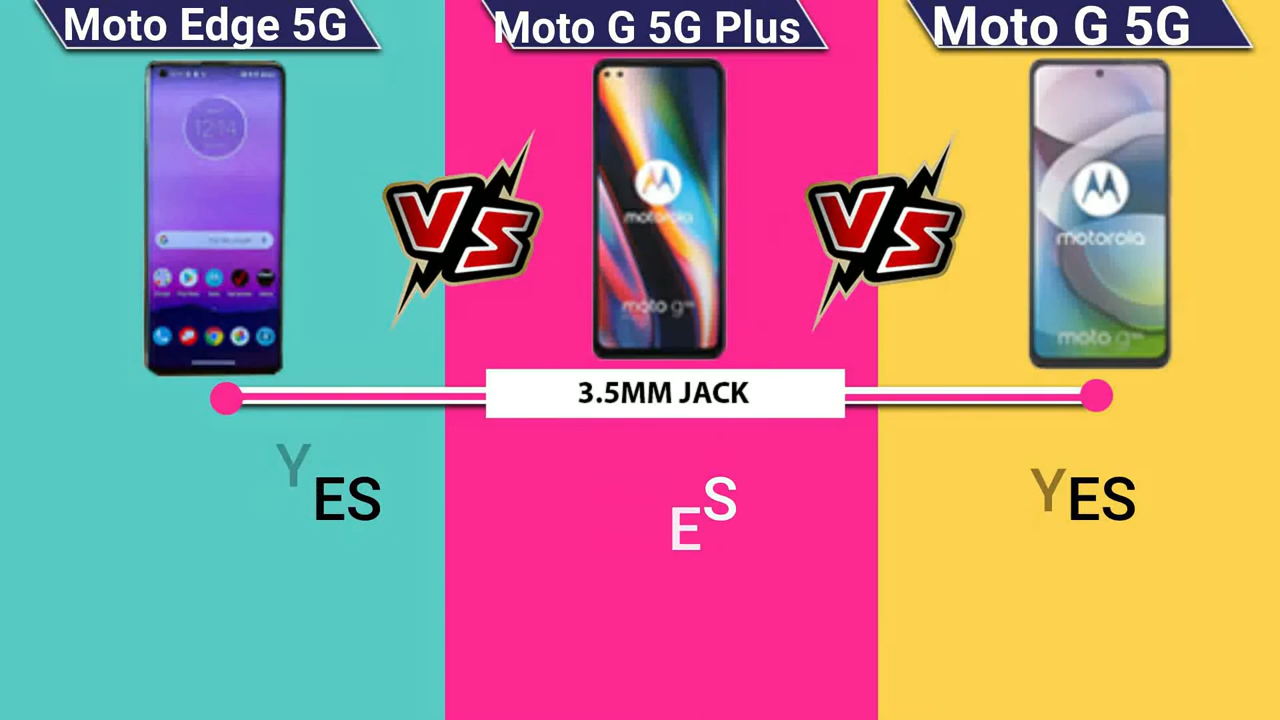 Moto Edge 5G
Moto G 5G Plus
Moto G 5G
12:14
VS
VS
motorola
moto g
motorola
moto g
3.5MM JACK
YES
ES
YES